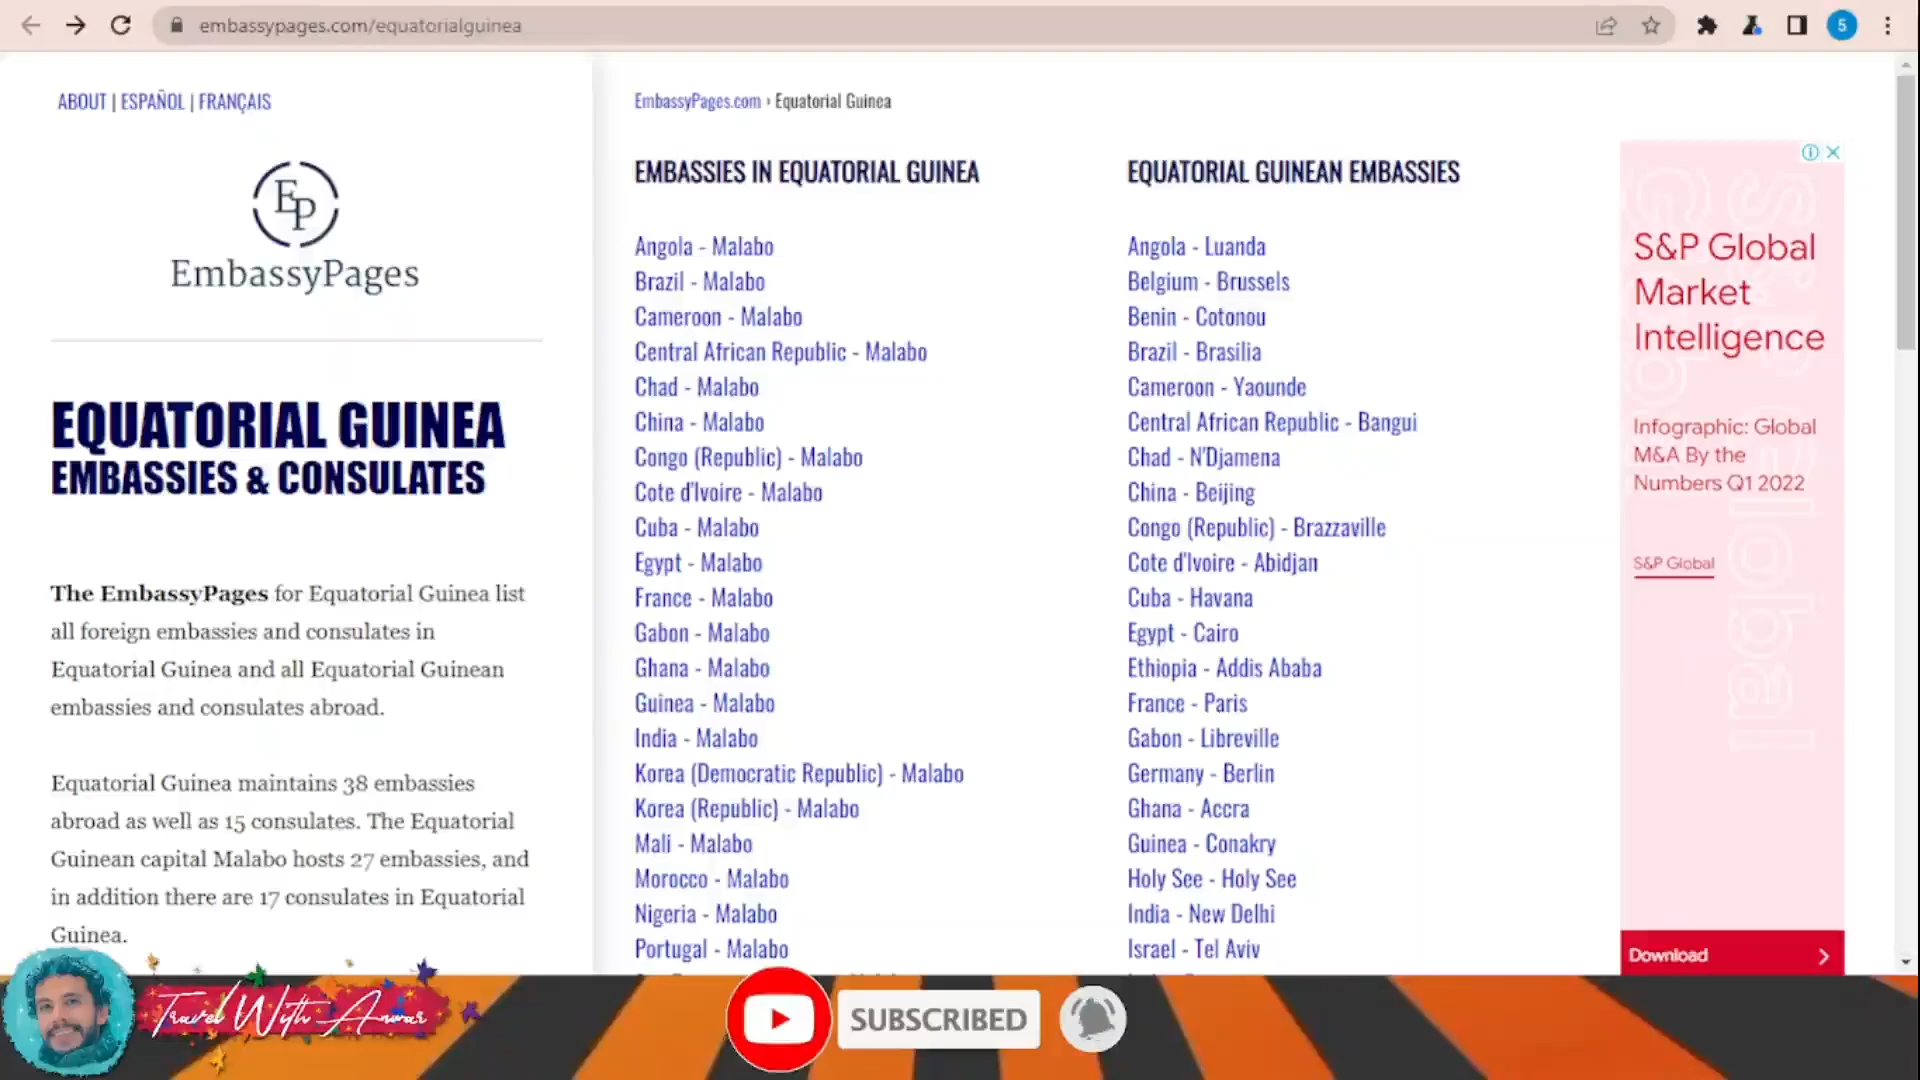 embassypages.com/equatorialguinea
5
ABOUT | ESPAÑOL | FRANÇAIS
EP
EmbassyPages
EQUATORIAL GUINEA
EMBASSIES & CONSULATES
The EmbassyPages for Equatorial Guinea list
all foreign embassies and consulates in
Equatorial Guinea and all Equatorial Guinean
embassies and consulates abroad.
Equatorial Guinea maintains 38 embassies
abroad as well as 15 consulates. The Equatorial
Guinean capital Malabo hosts 27 embassies, and
in addition there are 17 consulates in Equatorial
Guinea.
EmbassyPages.com › Equatorial Guinea
EMBASSIES IN EQUATORIAL GUINEA
Angola - Malabo
Brazil - Malabo
Cameroon - Malabo
Central African Republic - Malabo
Chad - Malabo
China - Malabo
Congo (Republic) - Malabo
Cote d'Ivoire - Malabo
Cuba - Malabo
Egypt - Malabo
France - Malabo
Gabon - Malabo
Ghana - Malabo
Guinea - Malabo
India - Malabo
Korea (Democratic Republic) - Malabo
Korea (Republic) - Malabo
Mali - Malabo
Morocco - Malabo
Nigeria - Malabo
Portugal - Malabo
EQUATORIAL GUINEAN EMBASSIES
Angola - Luanda
Belgium - Brussels
Benin - Cotonou
Brazil - Brasilia
Cameroon - Yaounde
Central African Republic - Bangui
Chad - N'Djamena
China - Beijing
Congo (Republic) - Brazzaville
Cote d'Ivoire - Abidjan
Cuba - Havana
Egypt - Cairo
Ethiopia - Addis Ababa
France - Paris
Gabon - Libreville
Germany - Berlin
Ghana - Accra
Guinea - Conakry
Holy See - Holy See
India - New Delhi
Israel - Tel Aviv
S&P Global
Market
Intelligence
Infographic: Global
M&A By the
Numbers Q1 2022
S&P Global
Download
Travel With Anwar
SUBSCRIBED